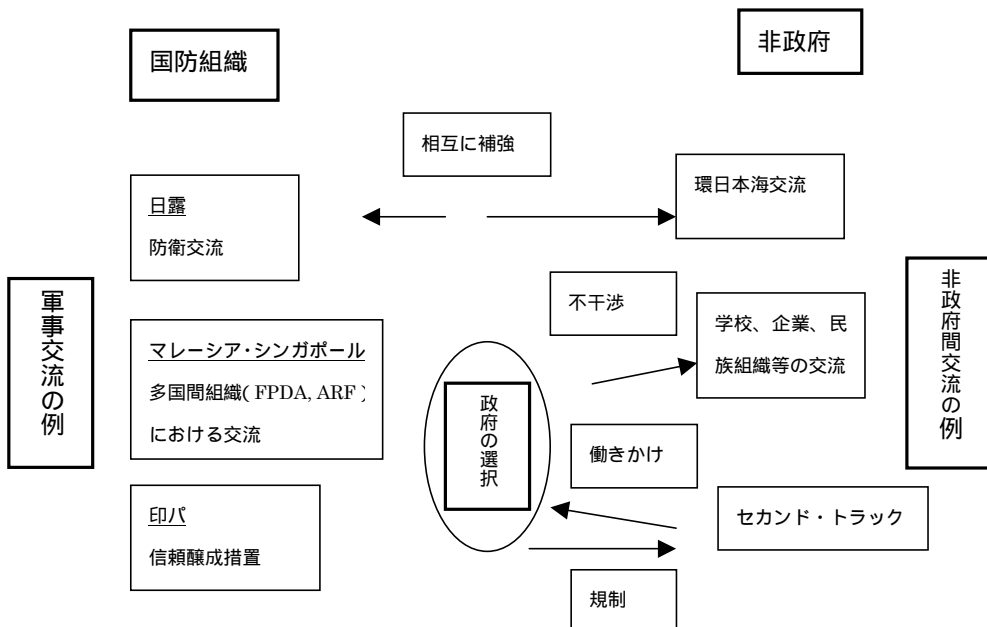 国防組織
非政府
相互に補強
日露
防衛交流
環日本海交流
軍事交流の例
非政府間交流の例
不干渉
マレーシア・シンガポール
多国間組織( FPDA, ARF )
における交流
学校、企業、民
族組織等の交流
政府の選択
働きかけ
印パ
信頼醸成措置
セカンド・トラック
規制